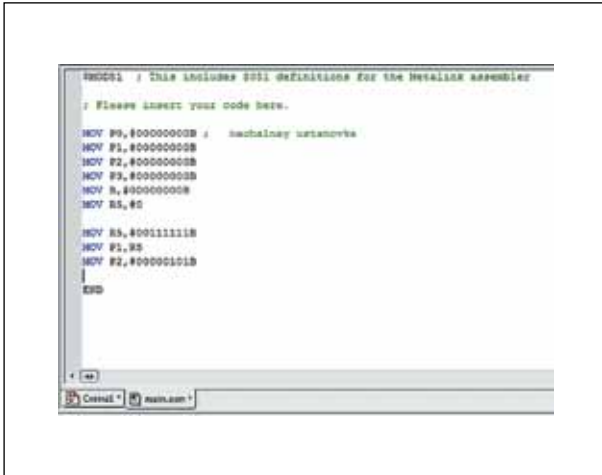 $MOD51 ; This includes 8051 definitions for the Metalink assembler
; Please insert your code here.
MOV P0,#00000000B ; nachalnay ustanovka
MOV P1,#00000000B
MOV P2,#00000000B
MOV P3,#00000000B
MOV
MOV R5,#0
MOV R5,#00111111B
MOV P1,R5
MOV P2,#00000101B
END
main.asm *